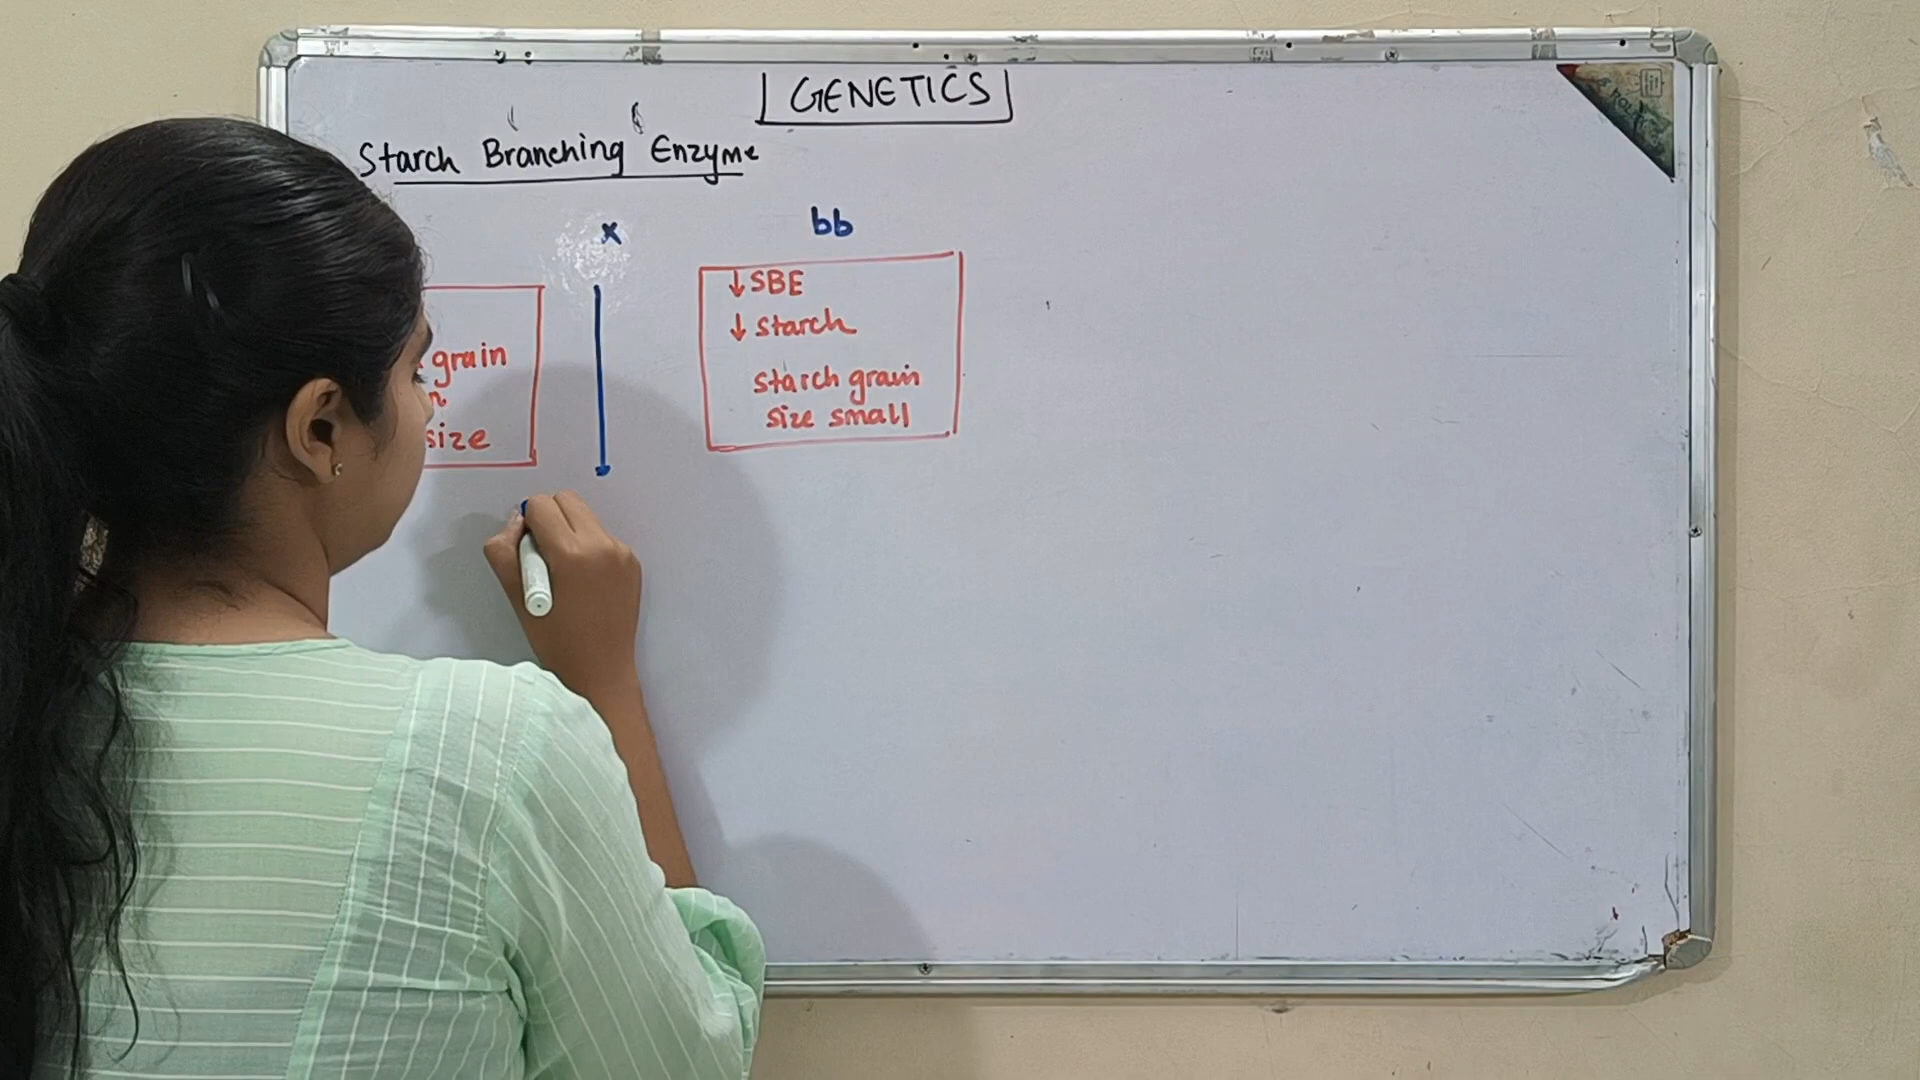 GENETICS
Starch Branching Enzyme
x
bb
grain
size
↓ SBE
↓ starch
starch grain
size small